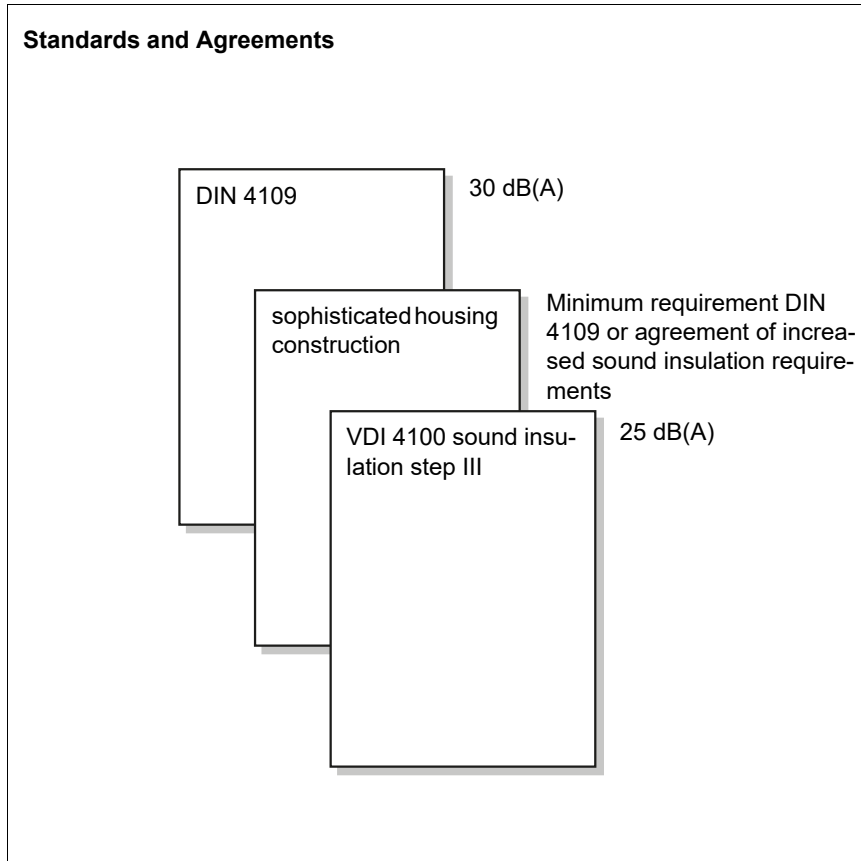 Standards and Agreements
DIN 4109
30 dB(A)
sophisticated housing
construction
Minimum requirement DIN
4109 or agreement of increa-
sed sound insulation require-
ments
VDI 4100 sound insu-
lation step III
25 dB(A)